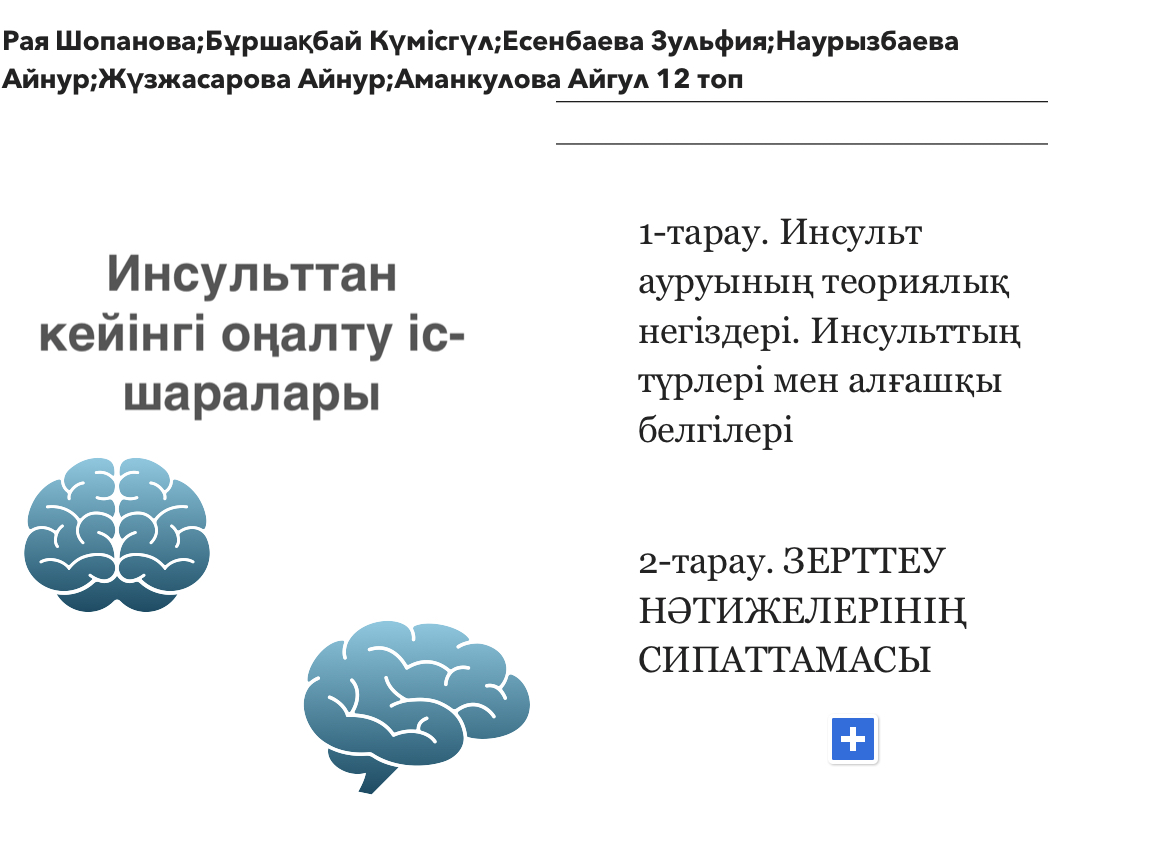 Рая Шопанова;Бұршақбай Күмісгүл;Есенбаева Зульфия;Наурызбаева
Айнур;Жүзжасарова Айнур;Аманкулова Айгул 12 топ
Инсульттан
кейінгі оңалту іс-
шаралары
1-тарау. Инсульт
ауруының теориялық
негіздері. Инсульттың
түрлері мен алғашқы
белгілері
2-тарау. ЗЕРТТЕУ
НӘТИЖЕЛЕРІНІҢ
СИПАТТАМАСЫ